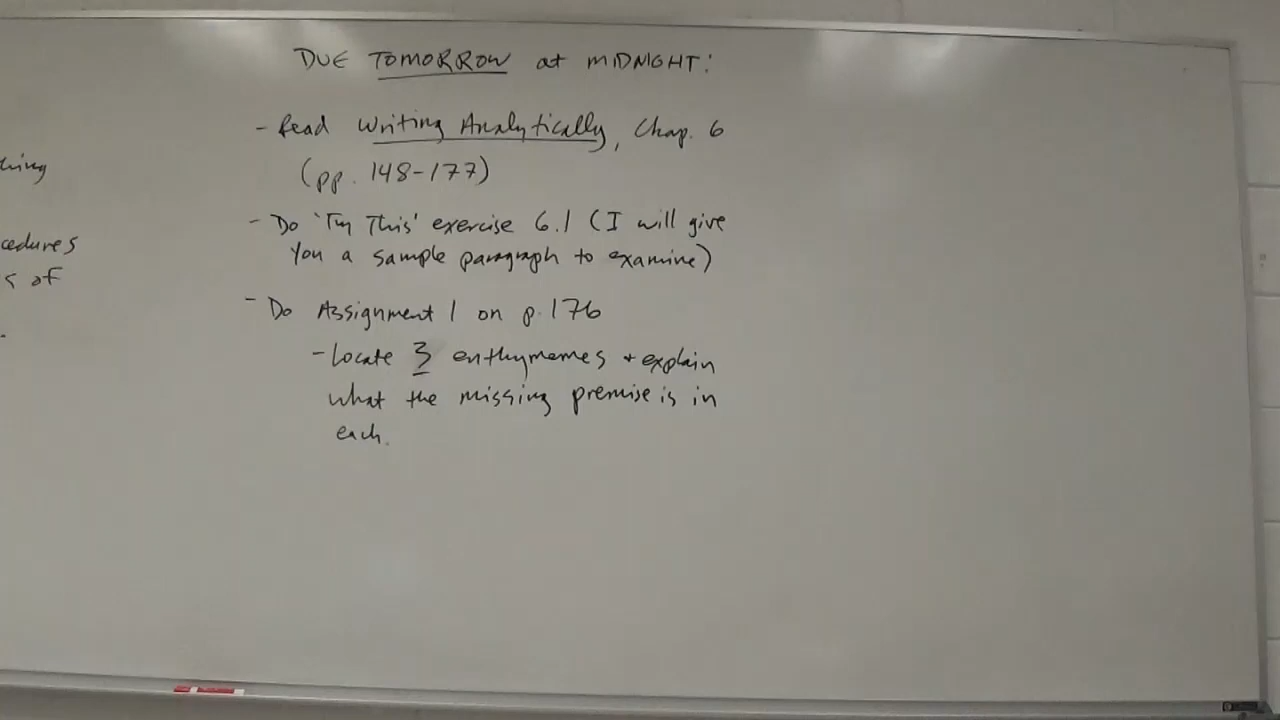 DUE TOMORROW at MIDNIGHT:
- Read Writing Analytically, Chap. 6
(pp. 148-177)
- Do 'Try This' exercise 6.1 (I will give
You a sample paragraph to examine)
- Do Assignment 1 on p. 176
- Locate 3 enthymemes + explain
what the missing premise is in
each.
hing
cedures
s of